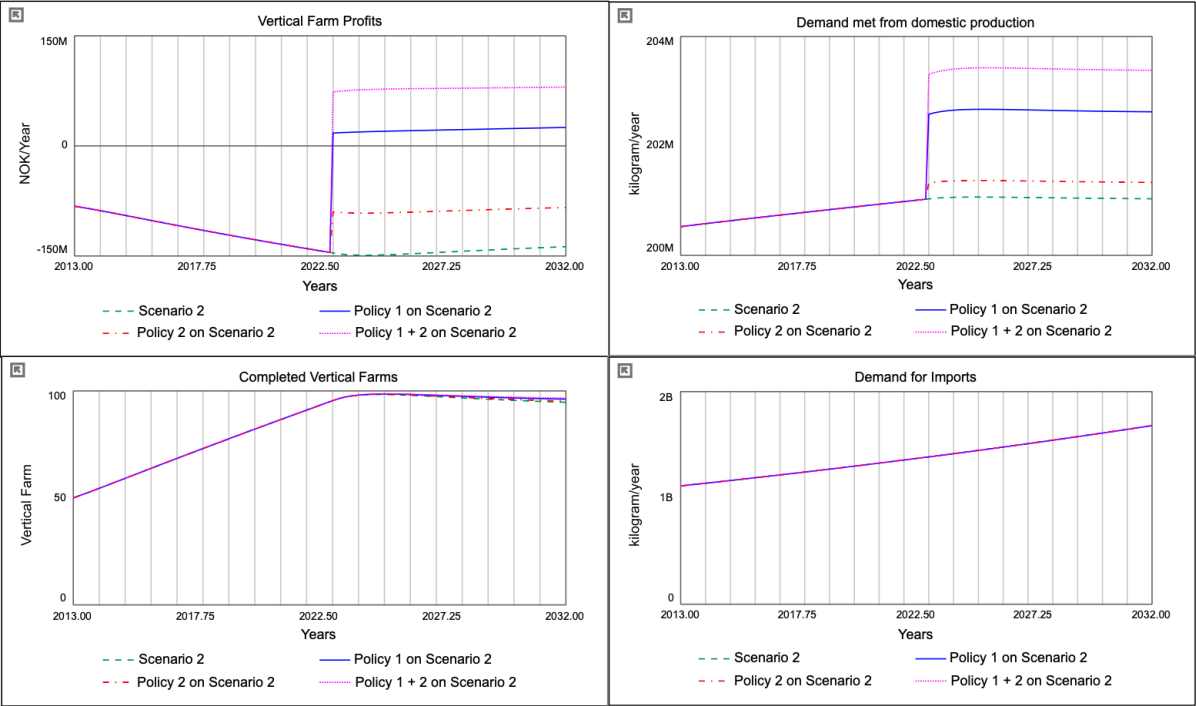 Vertical Farm Profits
150M
0
-150M
NOK/Year
2013.00 2017.75 2022.50 2027.25 2032.00
Years
Scenario 2 Policy 1 on Scenario 2
Policy 2 on Scenario 2 Policy 1 + 2 on Scenario 2
Demand met from domestic production
204M
202M
200M
kilogram/year
2013.00 2017.75 2022.50 2027.25 2032.00
Years
Scenario 2 Policy 1 on Scenario 2
Policy 2 on Scenario 2 Policy 1 + 2 on Scenario 2
Completed Vertical Farms
100
50
0
Vertical Farm
2013.00 2017.75 2022.50 2027.25 2032.00
Years
Scenario 2 Policy 1 on Scenario 2
Policy 2 on Scenario 2 Policy 1 + 2 on Scenario 2
Demand for Imports
2B
1B
0
kilogram/year
2013.00 2017.75 2022.50 2027.25 2032.00
Years
Scenario 2 Policy 1 on Scenario 2
Policy 2 on Scenario 2 Policy 1 + 2 on Scenario 2